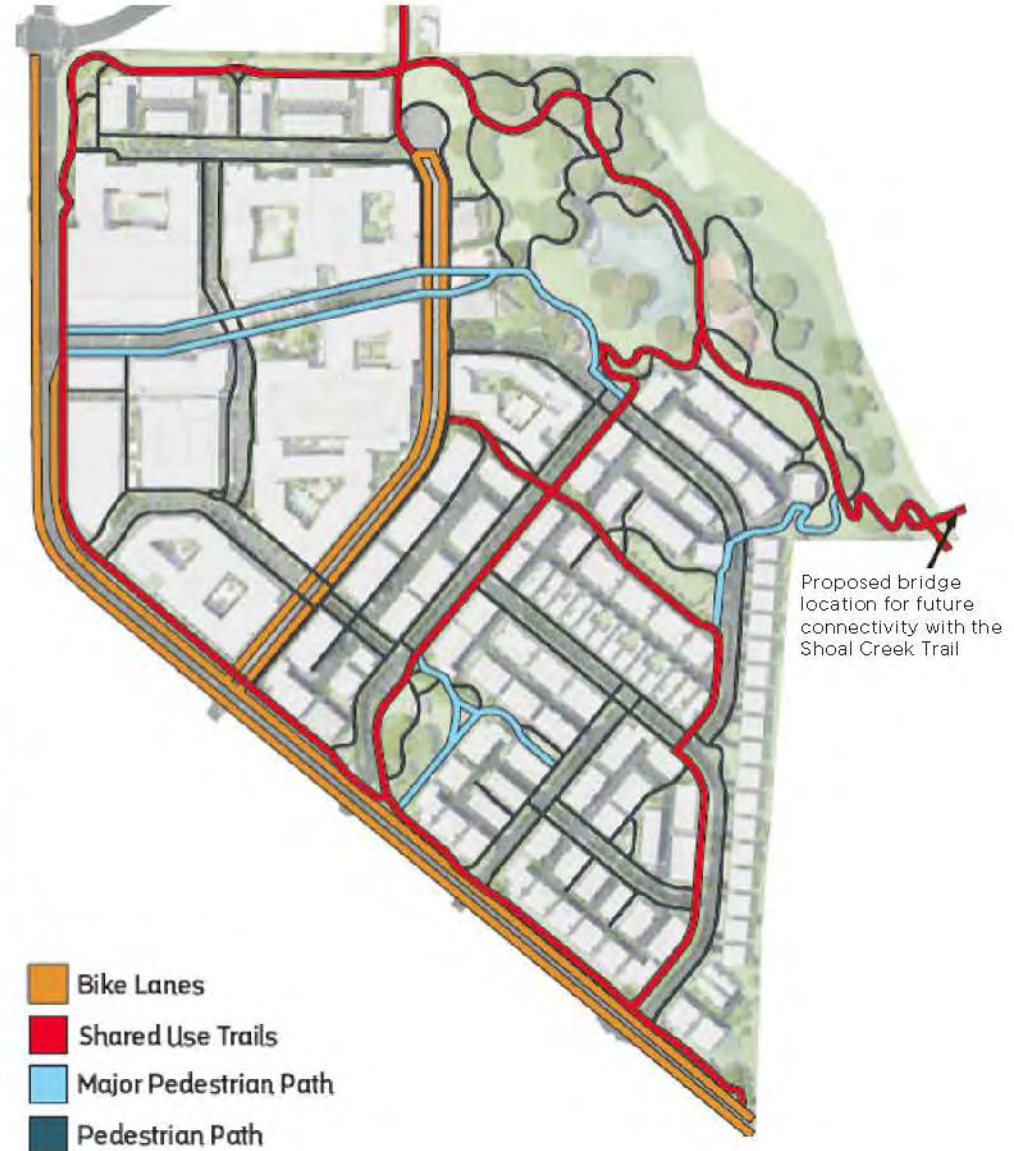 Proposed bridge
location for future
connectivity with the
Shoal Creek Trail
Bike Lanes
Shared Use Trails
Major Pedestrian Path
Pedestrian Path